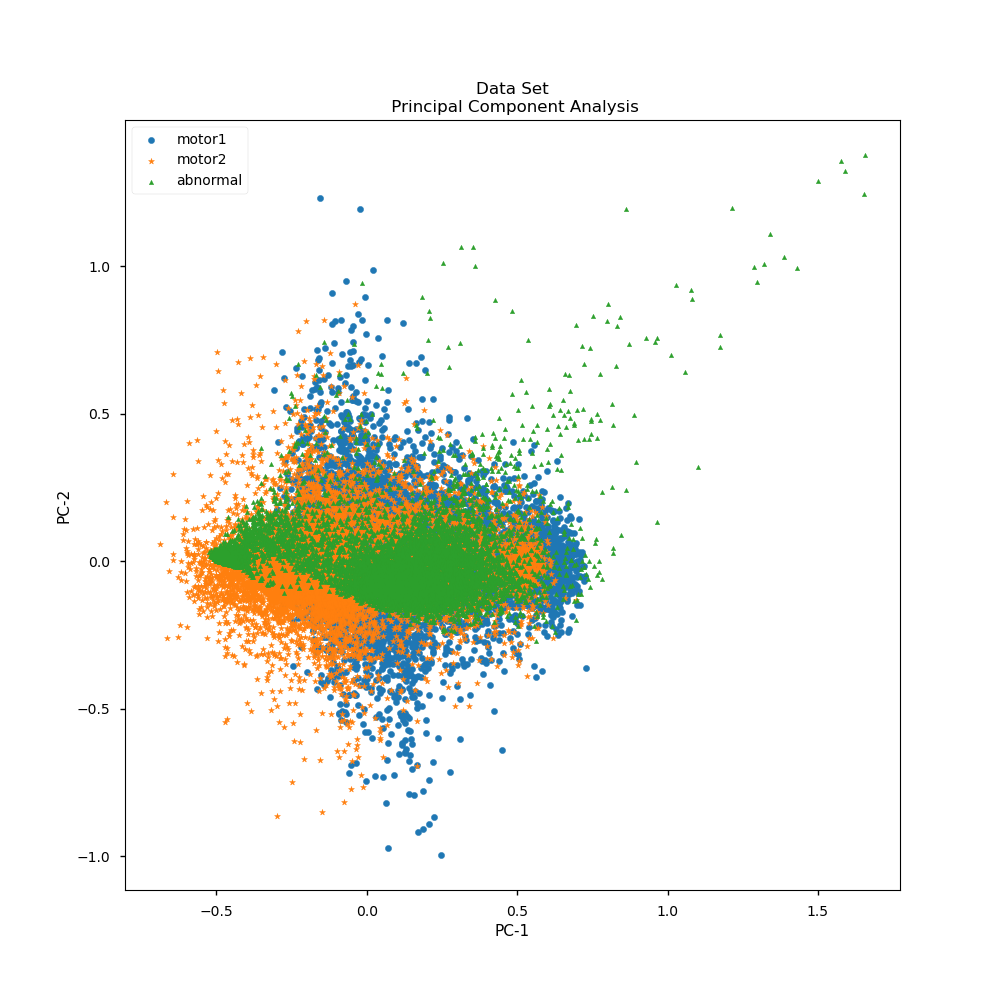 Data Set
Principal Component Analysis
motor1
motor2
abnormal
1.0
0.5
0.0
−0.5
−1.0
PC-2
−0.5 0.0 0.5 1.0 1.5
PC-1